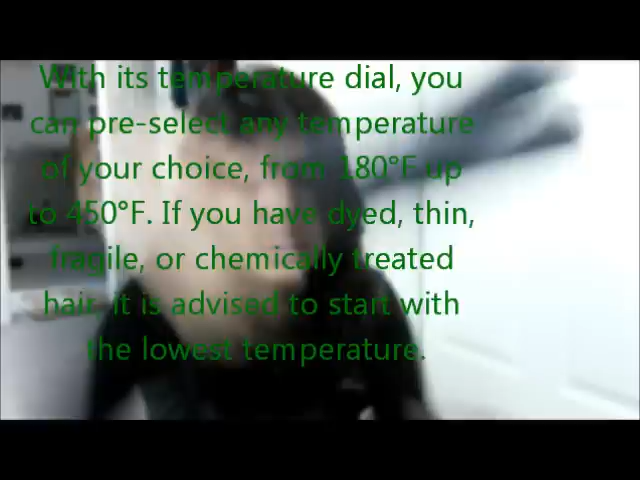 With its temperature dial, you
can pre-select any temperature
of your choice, from 180°F up
to 450°F. If you have dyed, thin,
fragile, or chemically treated
hair, it is advised to start with
the lowest temperature.